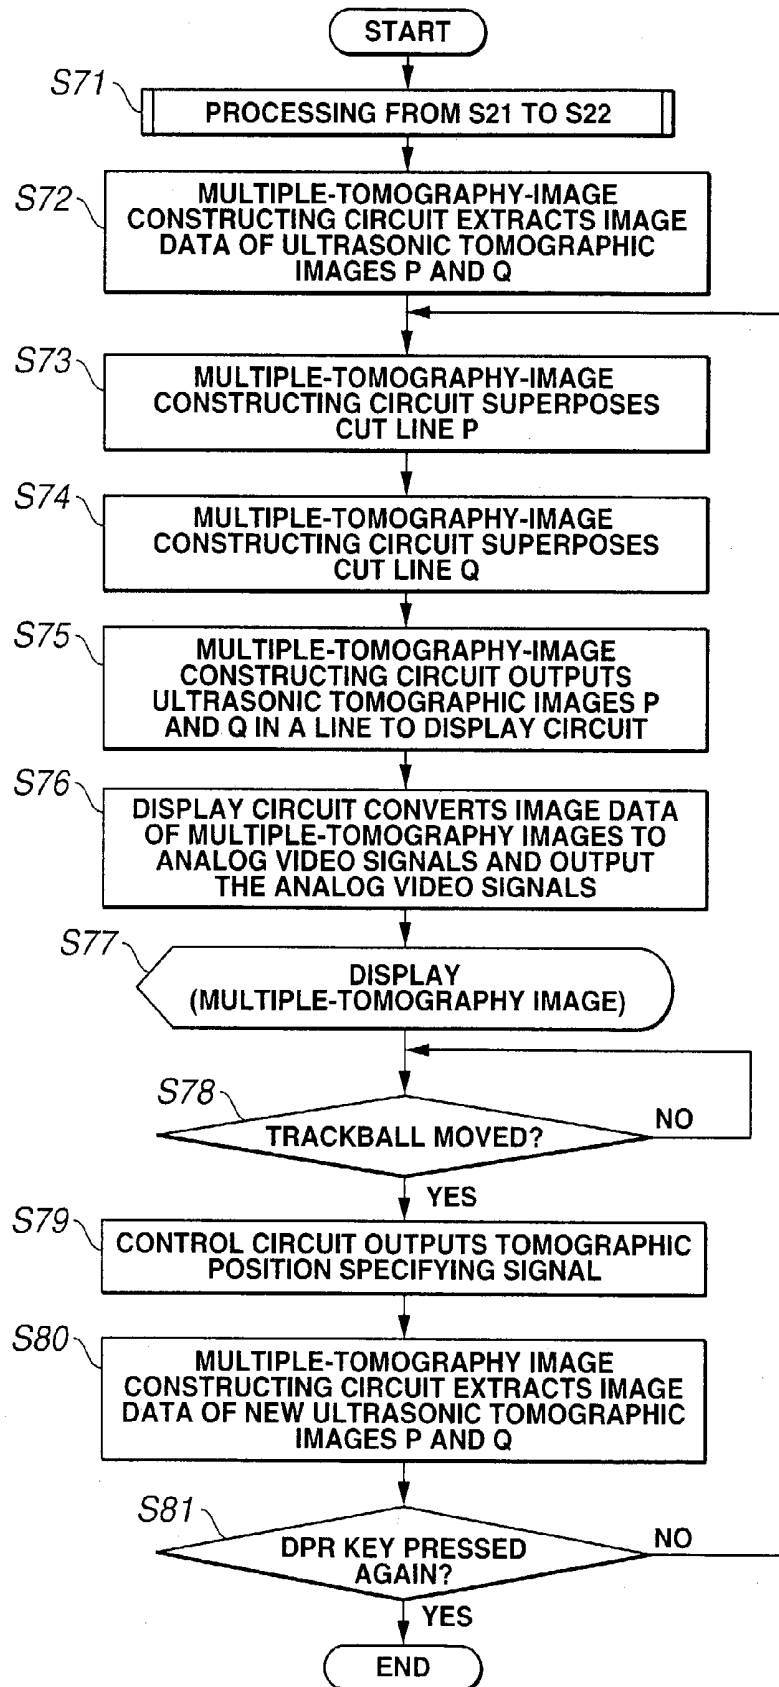 START
S71
PROCESSING FROM S21 TO S22
S72
MULTIPLE-TOMOGRAPHY-IMAGE
CONSTRUCTING CIRCUIT EXTRACTS IMAGE
DATA OF ULTRASONIC TOMOGRAPHIC
IMAGES P AND Q
S73
MULTIPLE-TOMOGRAPHY-IMAGE
CONSTRUCTING CIRCUIT SUPERPOSES
CUT LINE P
S74
MULTIPLE-TOMOGRAPHY-IMAGE
CONSTRUCTING CIRCUIT SUPERPOSES
CUT LINE Q
S75
MULTIPLE-TOMOGRAPHY-IMAGE
CONSTRUCTING CIRCUIT OUTPUTS
ULTRASONIC TOMOGRAPHIC IMAGES P
AND Q IN A LINE TO DISPLAY CIRCUIT
S76
DISPLAY CIRCUIT CONVERTS IMAGE DATA
OF MULTIPLE-TOMOGRAPHY IMAGES TO
ANALOG VIDEO SIGNALS AND OUTPUT
THE ANALOG VIDEO SIGNALS
S77
DISPLAY
(MULTIPLE-TOMOGRAPHY IMAGE)
S78
TRACKBALL MOVED?
NO
YES
S79
CONTROL CIRCUIT OUTPUTS TOMOGRAPHIC
POSITION SPECIFYING SIGNAL
S80
MULTIPLE-TOMOGRAPHY IMAGE
CONSTRUCTING CIRCUIT EXTRACTS IMAGE
DATA OF NEW ULTRASONIC TOMOGRAPHIC
IMAGES P AND Q
S81
DPR KEY PRESSED
AGAIN?
NO
YES
END